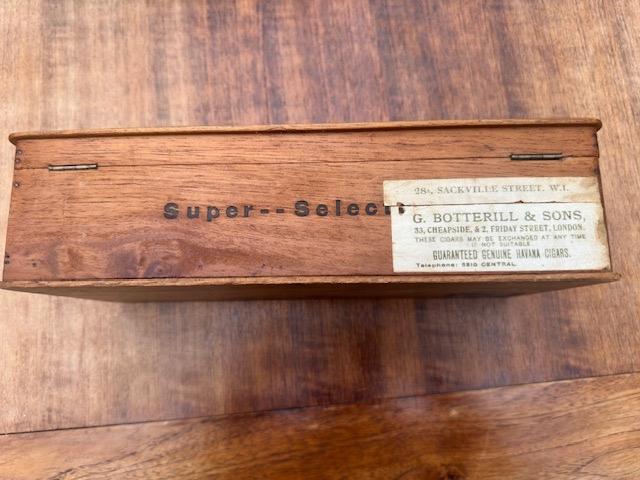 Super--Select
28A, SACKVILLE STREET. W.I.
G. BOTTERILL & SONS,
33, CHEAPSIDE, & 2, FRIDAY STREET, LONDON.
THESE CIGARS MAY BE EXCHANGED AT ANY TIME
IF NOT SUITABLE.
GUARANTEED GENUINE HAVANA CIGARS.
Telephone: 5810 CENTRAL.